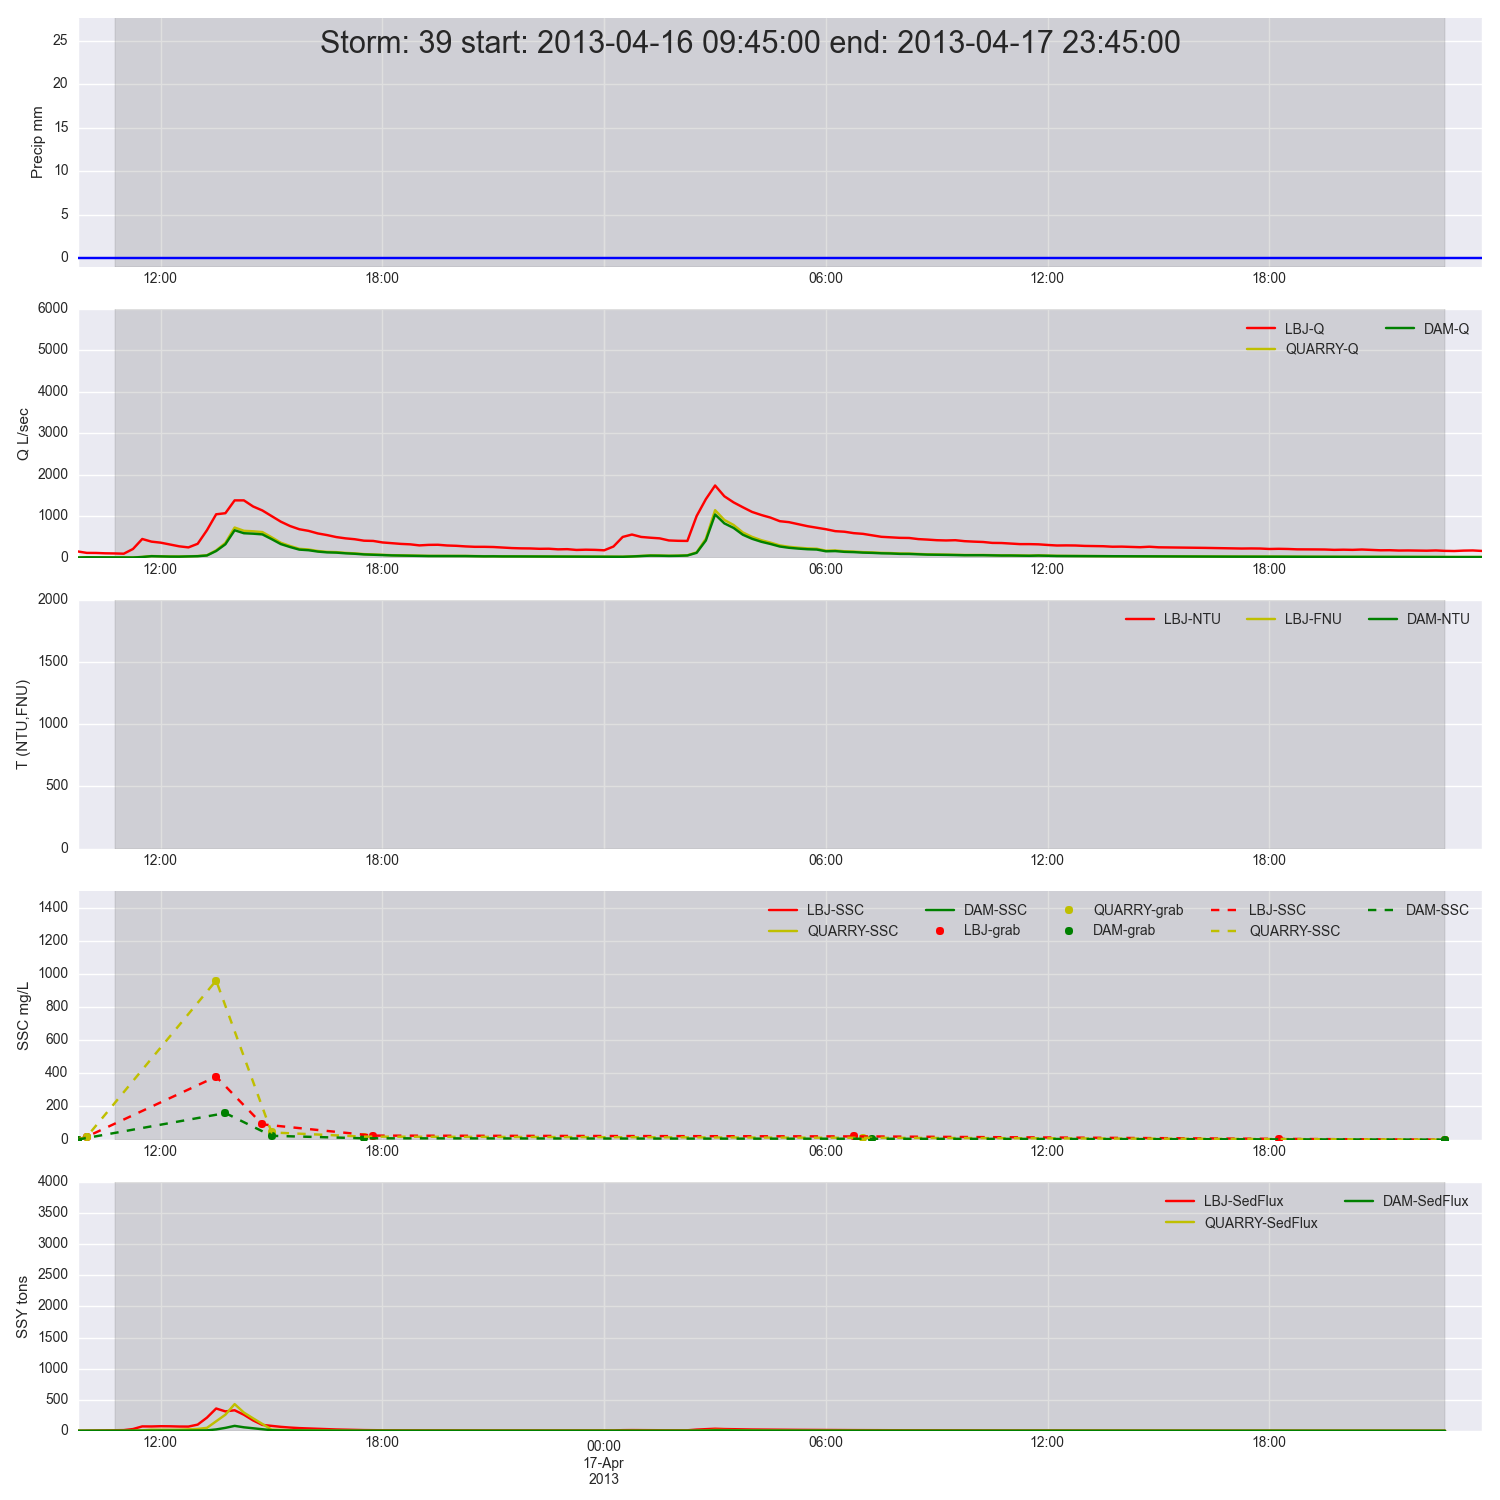 Storm: 39 start: 2013-04-16 09:45:00 end: 2013-04-17 23:45:00
Precip mm
25
20
15
10
5
0
12:00 18:00 06:00 12:00 18:00
Q L/sec
6000
5000
4000
3000
2000
1000
0
LBJ-Q DAM-Q
QUARRY-Q
12:00 18:00 06:00 12:00 18:00
T (NTU,FNU)
2000
1500
1000
500
0
LBJ-NTU LBJ-FNU DAM-NTU
12:00 18:00 06:00 12:00 18:00
SSC mg/L
1400
1200
1000
800
600
400
200
0
LBJ-SSC DAM-SSC QUARRY-grab LBJ-SSC DAM-SSC
QUARRY-SSC LBJ-grab DAM-grab QUARRY-SSC
12:00 18:00 06:00 12:00 18:00
SSY tons
4000
3500
3000
2500
2000
1500
1000
500
0
LBJ-SedFlux DAM-SedFlux
QUARRY-SedFlux
12:00 18:00 00:00 06:00 12:00 18:00
17-Apr
2013